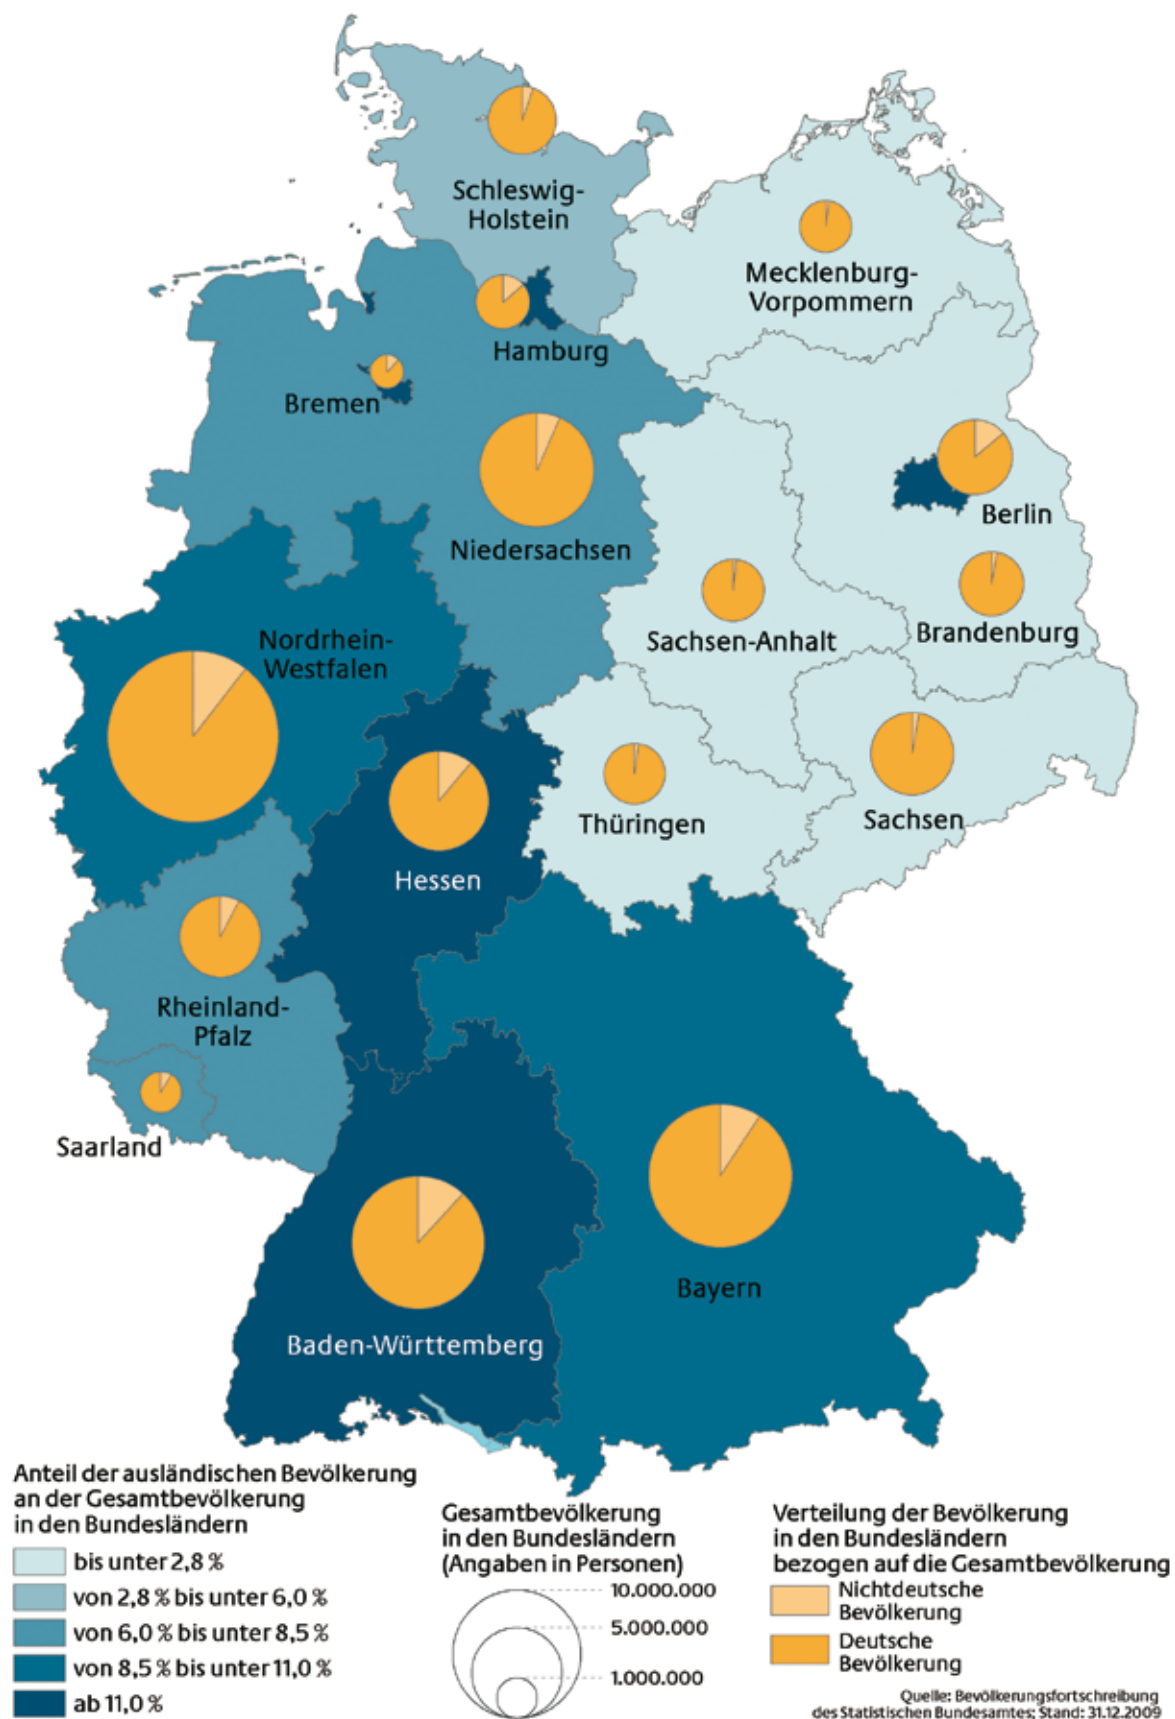 Schleswig-
Holstein
Mecklenburg-
Vorpommern
Hamburg
Bremen
Berlin
Niedersachsen
Brandenburg
Sachsen-Anhalt
Nordrhein-
Westfalen
Sachsen
Thüringen
Hessen
Rheinland-
Pfalz
Saarland
Bayern
Baden-Württemberg
Anteil der ausländischen Bevölkerung
an der Gesamtbevölkerung
in den Bundesländern
bis unter 2,8 %
von 2,8 % bis unter 6,0 %
von 6,0 % bis unter 8,5 %
von 8,5 % bis unter 11,0 %
ab 11,0 %
Gesamtbevölkerung
in den Bundesländern
(Angaben in Personen)
10.000.000
5.000.000
1.000.000
Verteilung der Bevölkerung
in den Bundesländern
bezogen auf die Gesamtbevölkerung
Nichtdeutsche
Bevölkerung
Deutsche
Bevölkerung
Quelle: Bevölkerungsfortschreibung
des Statistischen Bundesamtes; Stand: 31.12.2009